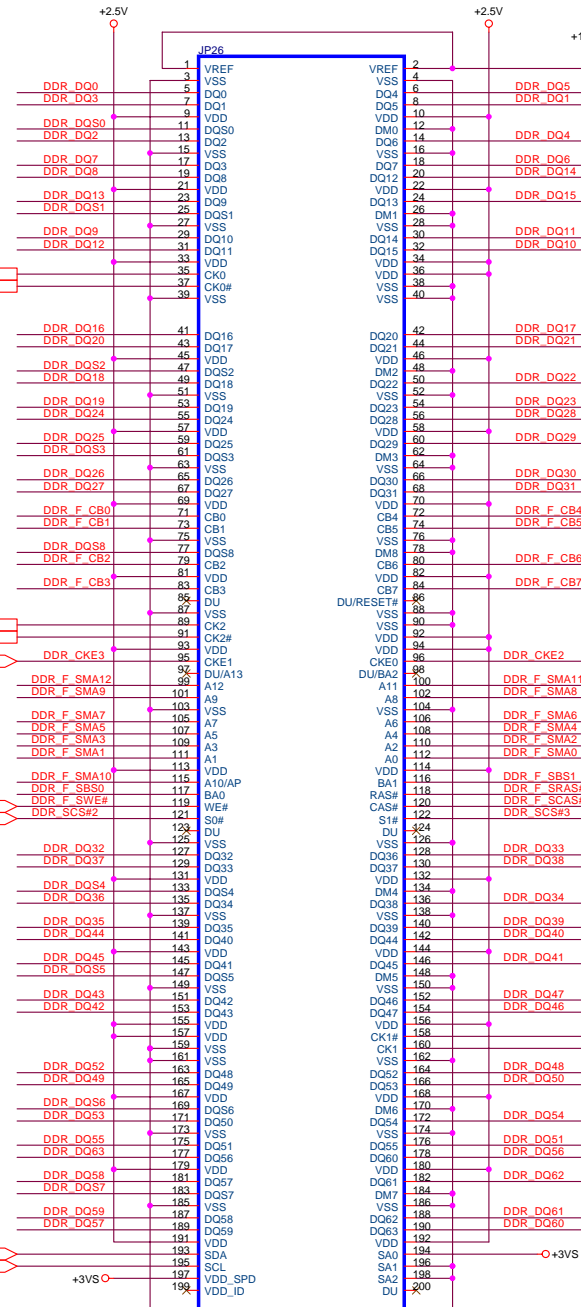 +2.5V +2.5V
+1
JP26
1 VREF VREF 2
3 VSS VSS 4
DDR_DQ0 5 DQ0 DQ4 6 DDR_DQ5
DDR_DQ3 7 DQ1 DQ5 8 DDR_DQ1
9 VDD VDD 10
DDR_DQS0 11 DQS0 DM0 12
DDR_DQ2 13 DQ2 DQ6 14 DDR_DQ4
15 VSS VSS 16
DDR_DQ7 17 DQ3 DQ7 18 DDR_DQ6
DDR_DQ8 19 DQ8 DQ12 20 DDR_DQ14
21 VDD VDD 22
DDR_DQ13 23 DQ9 DQ13 24 DDR_DQ15
DDR_DQS1 25 DQS1 DM1 26
27 VSS VSS 28
DDR_DQ9 29 DQ10 DQ14 30 DDR_DQ11
DDR_DQ12 31 DQ11 DQ15 32 DDR_DQ10
33 VDD VDD 34
35 CK0 VDD 36
37 CK0# VSS 38
39 VSS VSS 40
DDR_DQ16 41 DQ16 DQ20 42 DDR_DQ17
DDR_DQ20 43 DQ17 DQ21 44 DDR_DQ21
45 VDD VDD 46
DDR_DQS2 47 DQS2 DM2 48
DDR_DQ18 49 DQ18 DQ22 50 DDR_DQ22
51 VSS VSS 52
DDR_DQ19 53 DQ19 DQ23 54 DDR_DQ23
DDR_DQ24 55 DQ24 DQ28 56 DDR_DQ28
57 VDD VDD 58
DDR_DQ25 59 DQ25 DQ29 60 DDR_DQ29
DDR_DQS3 61 DQS3 DM3 62
63 VSS VSS 64
DDR_DQ26 65 DQ26 DQ30 66 DDR_DQ30
DDR_DQ27 67 DQ27 DQ31 68 DDR_DQ31
69 VDD VDD 70
DDR_F_CB0 71 CB0 CB4 72 DDR_F_CB4
DDR_F_CB1 73 CB1 CB5 74 DDR_F_CB5
75 VSS VSS 76
DDR_DQS8 77 DQS8 DM8 78
DDR_F_CB2 79 CB2 CB6 80 DDR_F_CB6
81 VDD VDD 82
DDR_F_CB3 83 CB3 CB7 84 DDR_F_CB7
85 DU DU/RESET# 86
87 VSS VSS 88
89 CK2 VSS 90
91 CK2# VDD 92
93 VDD VDD 94
DDR_CKE3 95 CKE1 CKE0 96 DDR_CKE2
97 DU/A13 DU/BA2 98
DDR_F_SMA12 99 A12 A11 100 DDR_F_SMA11
DDR_F_SMA9 101 A9 A8 102 DDR_F_SMA8
103 VSS VSS 104
DDR_F_SMA7 105 A7 A6 106 DDR_F_SMA6
DDR_F_SMA5 107 A5 A4 108 DDR_F_SMA4
DDR_F_SMA3 109 A3 A2 110 DDR_F_SMA2
DDR_F_SMA1 111 A1 A0 112 DDR_F_SMA0
113 VDD VDD 114
DDR_F_SMA10 115 A10/AP BA1 116 DDR_F_SBS1
DDR_F_SBS0 117 BA0 RAS# 118 DDR_F_SRAS#
DDR_F_SWE# 119 WE# CAS# 120 DDR_F_SCAS#
DDR_SCS#2 121 S0# S1# 122 DDR_SCS#3
123 DU DU 124
125 VSS VSS 126
DDR_DQ32 127 DQ32 DQ36 128 DDR_DQ33
DDR_DQ37 129 DQ33 DQ37 130 DDR_DQ38
131 VDD VDD 132
DDR_DQS4 133 DQS4 DM4 134
DDR_DQ36 135 DQ34 DQ38 136 DDR_DQ34
137 VSS VSS 138
DDR_DQ35 139 DQ35 DQ39 140 DDR_DQ39
DDR_DQ44 141 DQ40 DQ44 142 DDR_DQ40
143 VDD VDD 144
DDR_DQ45 145 DQ41 DQ45 146 DDR_DQ41
DDR_DQS5 147 DQS5 DM5 148
149 VSS VSS 150
DDR_DQ43 151 DQ42 DQ46 152 DDR_DQ47
DDR_DQ42 153 DQ43 DQ47 154 DDR_DQ46
155 VDD VDD 156
157 VDD CK1# 158
159 VSS CK1 160
161 VSS VSS 162
DDR_DQ52 163 DQ48 DQ52 164 DDR_DQ48
DDR_DQ49 165 DQ49 DQ53 166 DDR_DQ50
167 VDD VDD 168
DDR_DQS6 169 DQS6 DM6 170
DDR_DQ53 171 DQ50 DQ54 172 DDR_DQ54
173 VSS VSS 174
DDR_DQ55 175 DQ51 DQ55 176 DDR_DQ51
DDR_DQ63 177 DQ56 DQ60 178 DDR_DQ56
179 VDD VDD 180
DDR_DQ58 181 DQ57 DQ61 182 DDR_DQ62
DDR_DQS7 183 DQS7 DM7 184
185 VSS VSS 186
DDR_DQ59 187 DQ58 DQ62 188 DDR_DQ61
DDR_DQ57 189 DQ59 DQ63 190 DDR_DQ60
191 VDD VDD 192
193 SDA SA0 194 +3VS
195 SCL SA1 196
+3VS 197 VDD_SPD SA2 198
199 VDD_ID DU 200